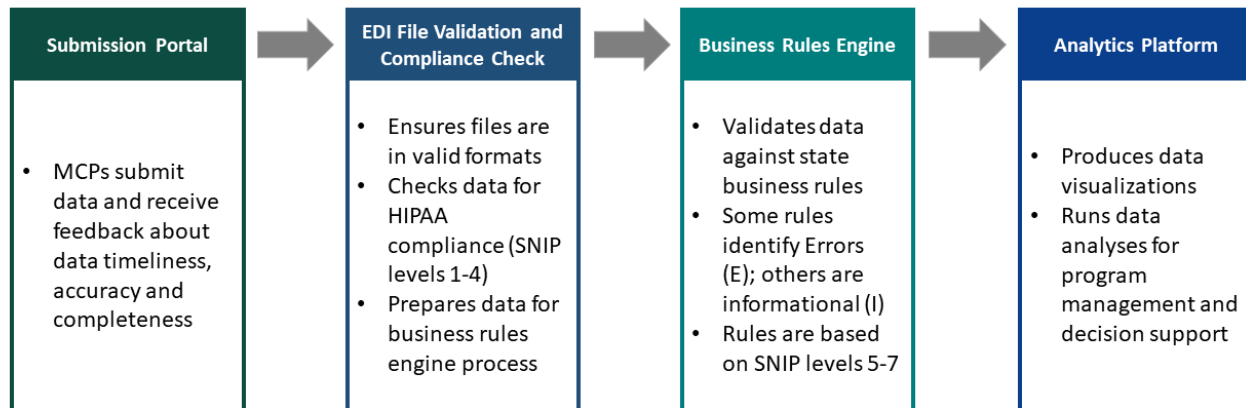 Submission Portal
• MCPs submit
data and receive
feedback about
data timeliness,
accuracy and
completeness
EDI File Validation and
Compliance Check
• Ensures files are
in valid formats
• Checks data for
HIPAA
compliance (SNIP
levels 1-4)
• Prepares data for
business rules
engine process
Business Rules Engine
• Validates data
against state
business rules
• Some rules
identify Errors
(E); others are
informational (I)
• Rules are based
on SNIP levels 5-7
Analytics Platform
• Produces data
visualizations
• Runs data
analyses for
program
management and
decision support